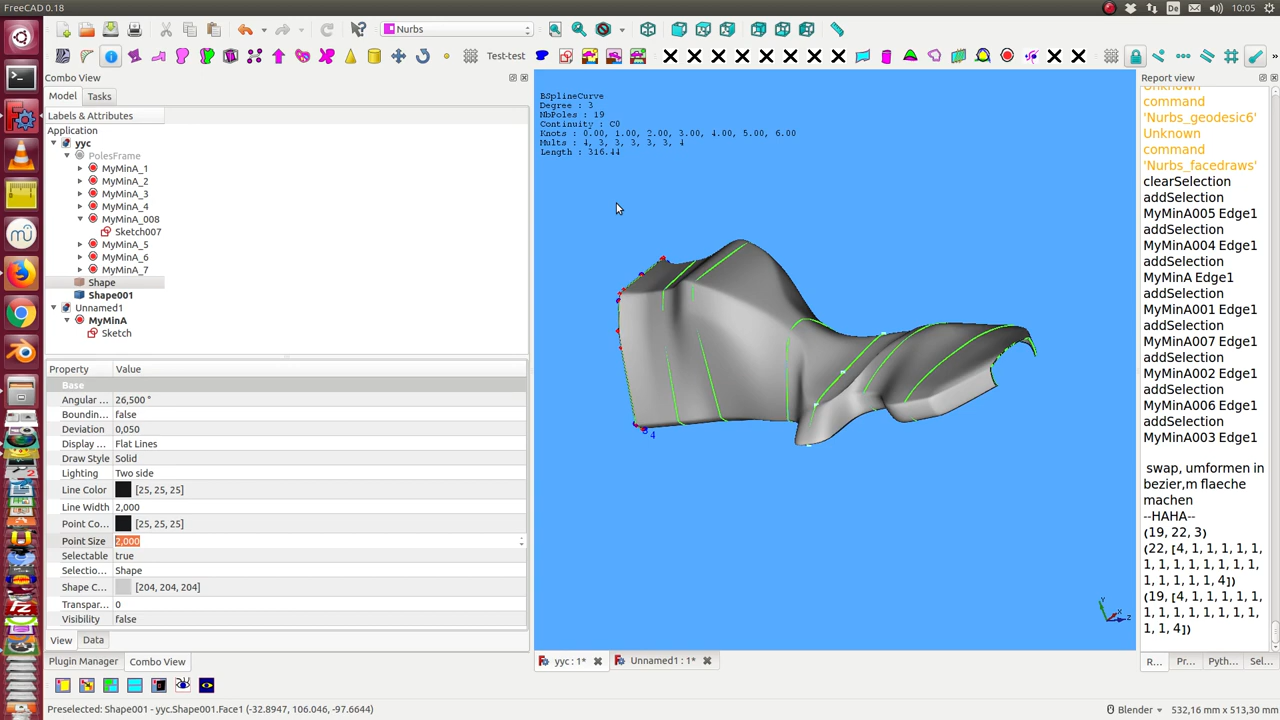 FreeCAD 0.18
De
10:05
Nurbs
Test-test
Combo View
Model
Tasks
Labels & Attributes
Application
yyc
PolesFrame
MyMinA_1
MyMinA_2
MyMinA_3
MyMinA_4
MyMinA_008
Sketch007
MyMinA_5
MyMinA_6
MyMinA_7
Shape
Shape001
Unnamed1
MyMinA
Sketch
Property
Value
Base
Angular ...
26,500 °
Boundin...
false
Deviation
0,050
Display ...
Flat Lines
Draw Style
Solid
Lighting
Two side
Line Color
[25, 25, 25]
Line Width
2,000
Point Co...
[25, 25, 25]
Point Size
2,000
Selectable
true
Selectio...
Shape
Shape C...
[204, 204, 204]
Transpar...
0
Visibility
false
View
Data
Plugin Manager
Combo View
Preselected: Shape001 - yyc.Shape001.Face1 (-32.8947, 106.046, -97.6644)
BSplineCurve
Degree : 3
NbPoles : 19
Continuity : C0
Knots : 0.00, 1.00, 2.00, 3.00, 4.00, 5.00, 6.00
Mults : 4, 3, 3, 3, 3, 3, 4
Length : 316.44
4
Y
X
Z
yyc : 1*
Unnamed1 : 1*
Report view
Unknown
command
'Nurbs_geodesic6'
Unknown
command
'Nurbs_facedraws'
clearSelection
addSelection
MyMinA005 Edge1
addSelection
MyMinA004 Edge1
addSelection
MyMinA Edge1
addSelection
MyMinA001 Edge1
addSelection
MyMinA007 Edge1
addSelection
MyMinA002 Edge1
addSelection
MyMinA006 Edge1
addSelection
MyMinA003 Edge1
swap, umformen in
bezier,m flaeche
machen
--HAHA--
(19, 22, 3)
(22, [4, 1, 1, 1, 1, 1,
1, 1, 1, 1, 1, 1, 1, 1,
1, 1, 1, 1, 4])
(19, [4, 1, 1, 1, 1, 1,
1, 1, 1, 1, 1, 1, 1, 1,
1, 1, 4])
R...
Pr...
Pyth...
Sel...
Blender
532,16 mm x 513,30 mm